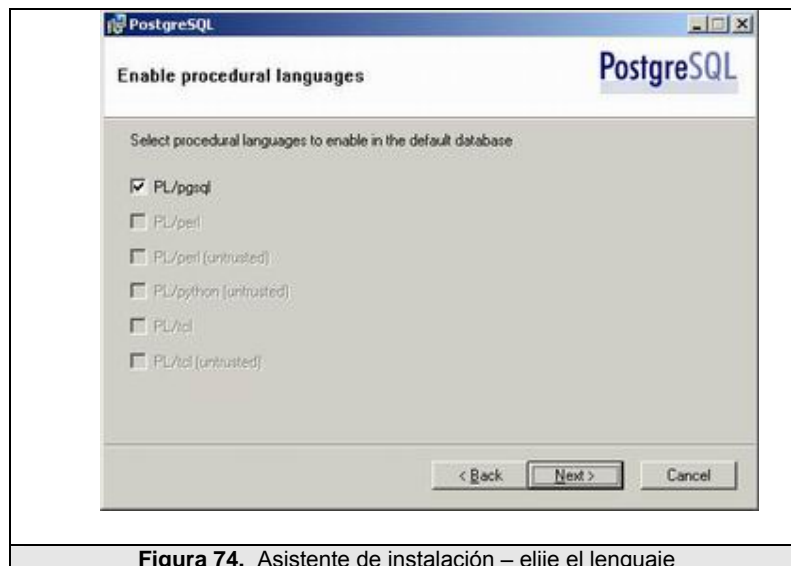 PostgreSQL
Enable procedural languages
PostgreSQL
Select procedural languages to enable in the default database
PL/pgsql
PL/perl
PL/perl (untrusted)
PL/python (untrusted)
PL/tcl
PL/tcl (untrusted)
< Back Next > Cancel
Figura 74. Asistente de instalación – elije el lenguaje